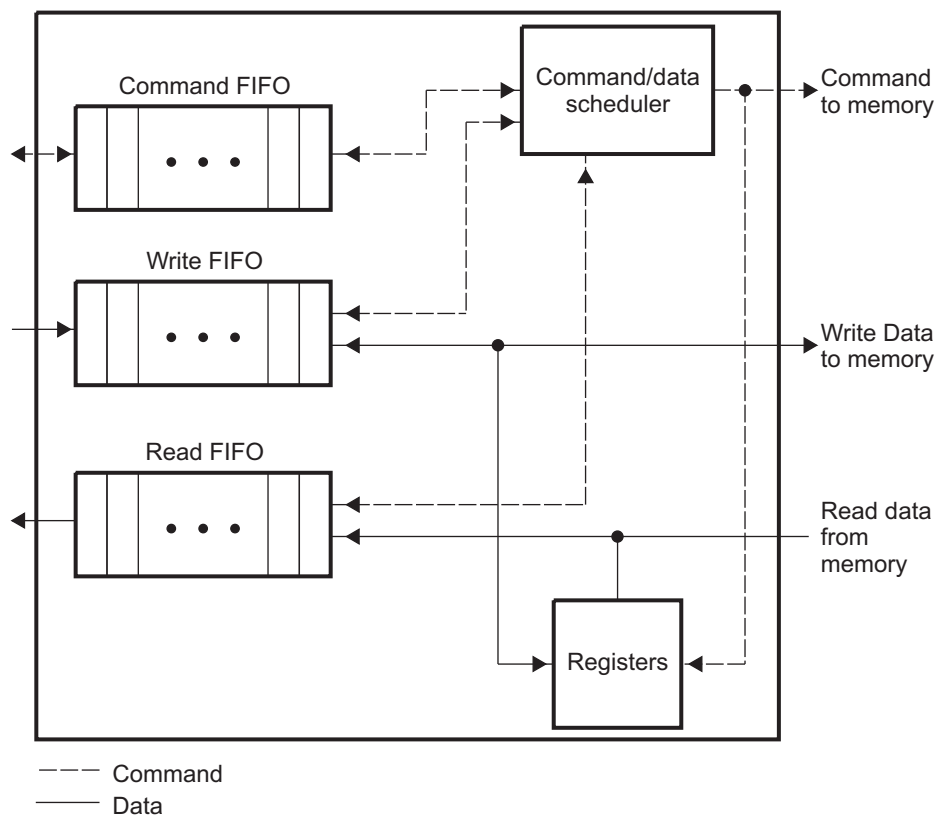 Command FIFO
Command/data
scheduler
Command
to memory
Write FIFO
Write Data
to memory
Read FIFO
Read data
from
memory
Registers
Command
Data